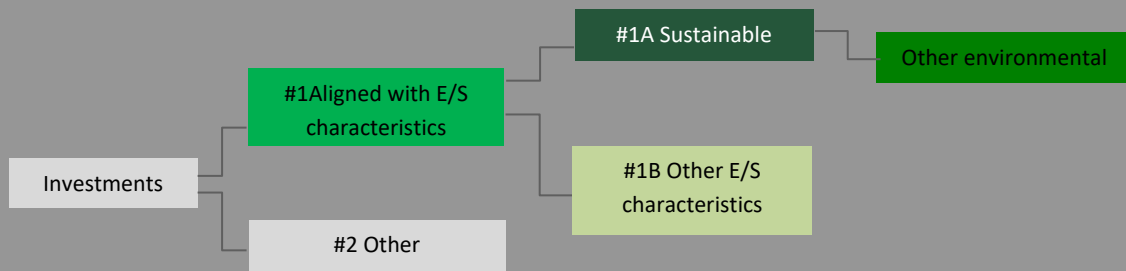 #1A Sustainable
Other environmental
#1Aligned with E/S
characteristics
Investments
#1B Other E/S
characteristics
#2 Other